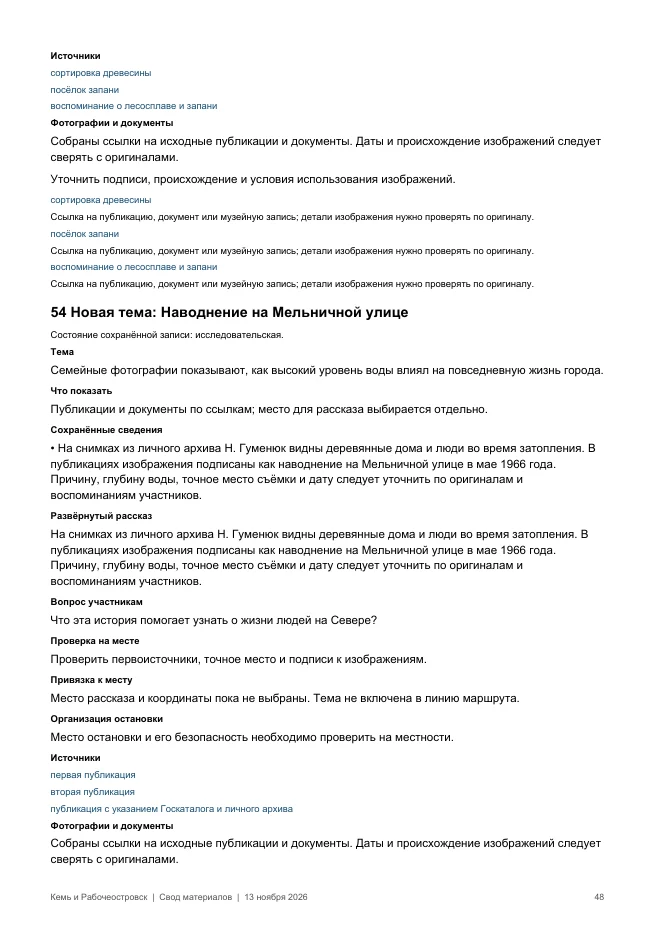 Источники
сортировка древесины
посёлок запани
воспоминание о лесосплаве и запани
Фотографии и документы
Собраны ссылки на исходные публикации и документы. Даты и происхождение изображений следует
сверять с оригиналами.
Уточнить подписи, происхождение и условия использования изображений.
сортировка древесины
Ссылка на публикацию, документ или музейную запись; детали изображения нужно проверять по оригиналу.
посёлок запани
Ссылка на публикацию, документ или музейную запись; детали изображения нужно проверять по оригиналу.
воспоминание о лесосплаве и запани
Ссылка на публикацию, документ или музейную запись; детали изображения нужно проверять по оригиналу.
54 Новая тема: Наводнение на Мельничной улице
Состояние сохранённой записи: исследовательская.
Тема
Семейные фотографии показывают, как высокий уровень воды влиял на повседневную жизнь города.
Что показать
Публикации и документы по ссылкам; место для рассказа выбирается отдельно.
Сохранённые сведения
• На снимках из личного архива Н. Гуменюк видны деревянные дома и люди во время затопления. В
публикациях изображения подписаны как наводнение на Мельничной улице в мае 1966 года.
Причину, глубину воды, точное место съёмки и дату следует уточнить по оригиналам и
воспоминаниям участников.
Развёрнутый рассказ
На снимках из личного архива Н. Гуменюк видны деревянные дома и люди во время затопления. В
публикациях изображения подписаны как наводнение на Мельничной улице в мае 1966 года.
Причину, глубину воды, точное место съёмки и дату следует уточнить по оригиналам и
воспоминаниям участников.
Вопрос участникам
Что эта история помогает узнать о жизни людей на Севере?
Проверка на месте
Проверить первоисточники, точное место и подписи к изображениям.
Привязка к месту
Место рассказа и координаты пока не выбраны. Тема не включена в линию маршрута.
Организация остановки
Место остановки и его безопасность необходимо проверить на местности.
Источники
первая публикация
вторая публикация
публикация с указанием Госкаталога и личного архива
Фотографии и документы
Собраны ссылки на исходные публикации и документы. Даты и происхождение изображений следует
сверять с оригиналами.
Кемь и Рабочеостровск | Свод материалов | 13 ноября 2026 48